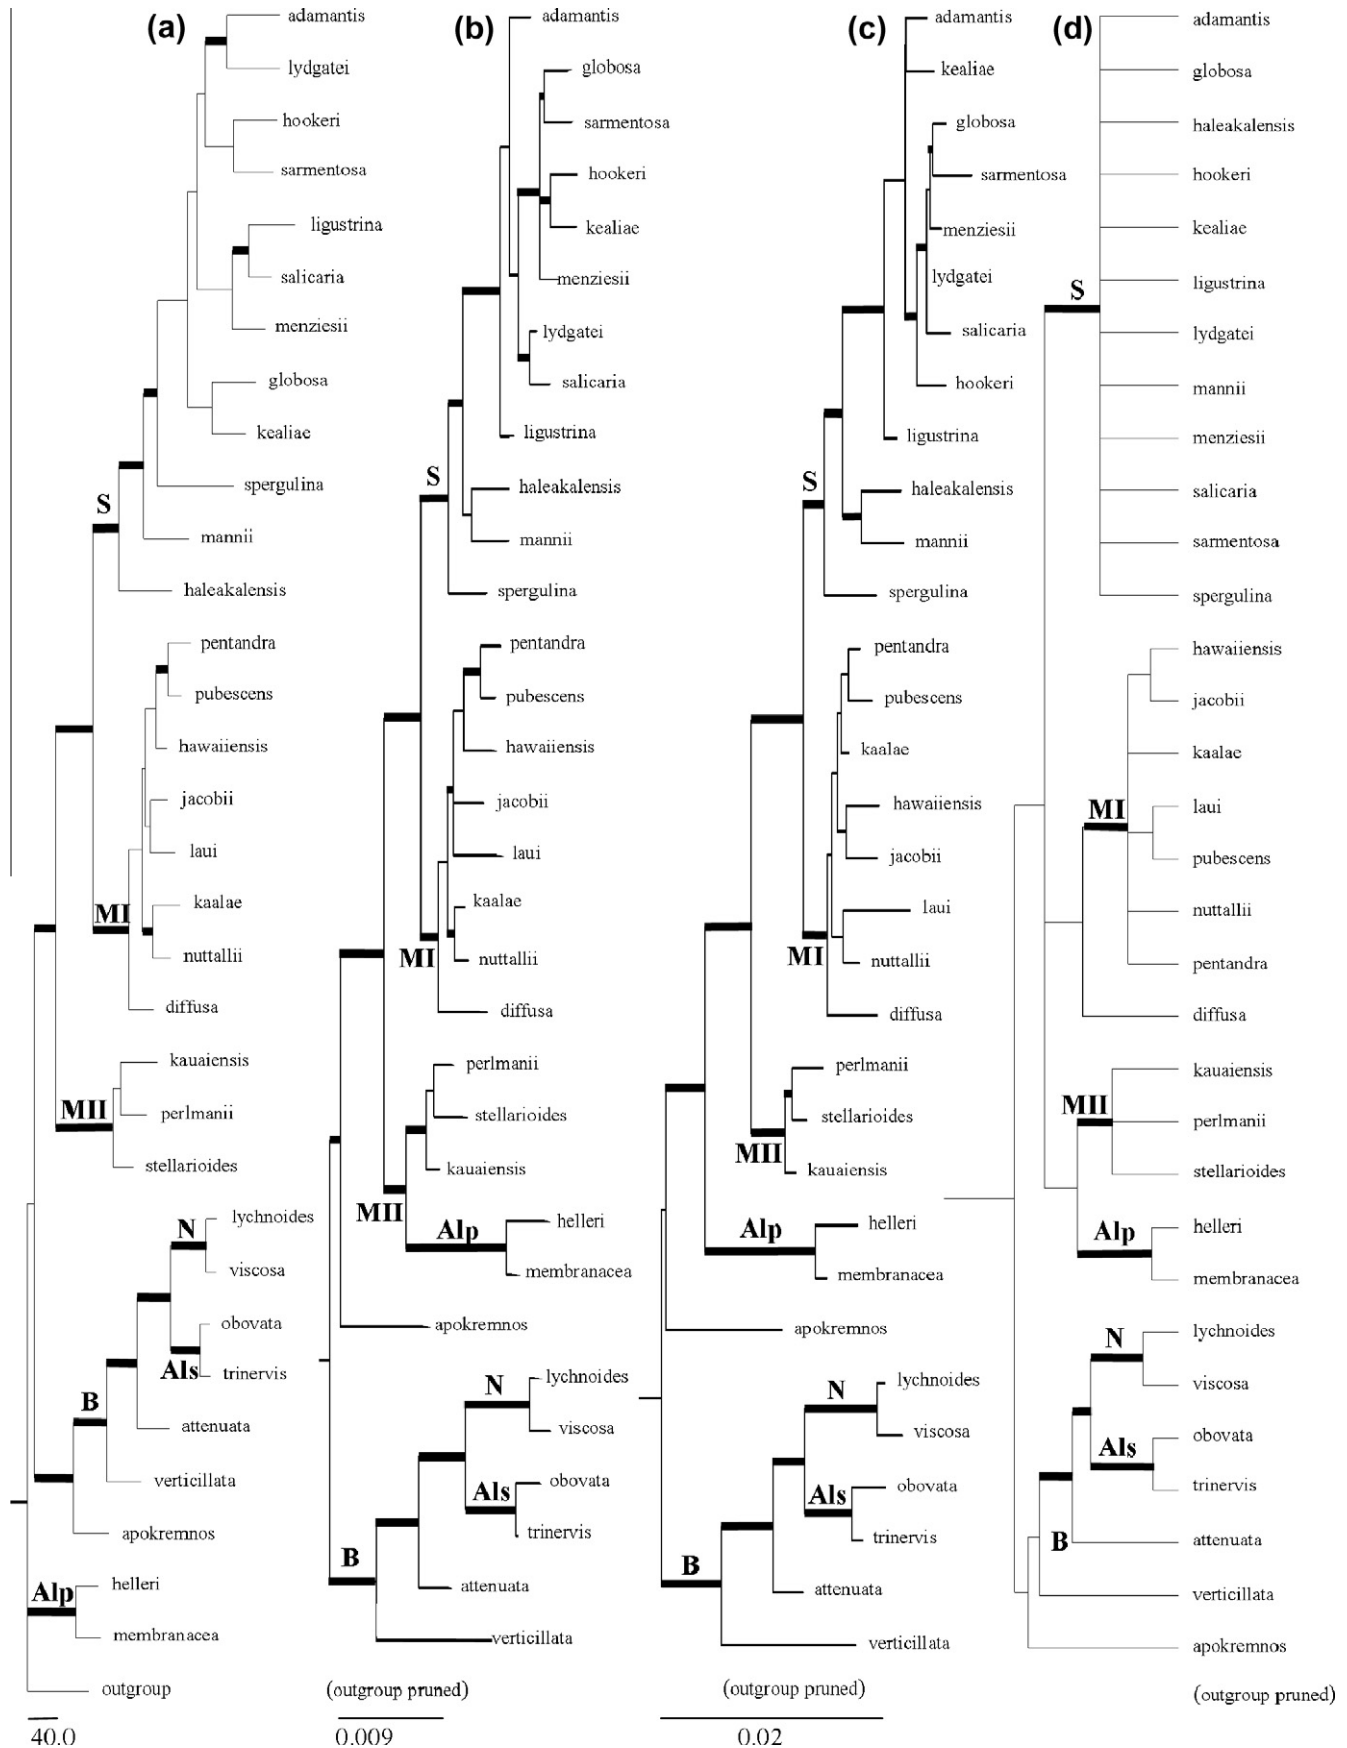 (a)
adamantis
lydgatei
hookeri
sarmentosa
ligustrina
salicaria
menziesii
globosa
kealiae
spergulina
S
mannii
haleakalensis
pentandra
pubescens
hawaiiensis
jacobii
laui
kaalae
MI
nuttallii
diffusa
kauaiensis
MII
perlmanii
stellarioides
lychnoides
N
viscosa
obovata
Als
trinervis
B
attenuata
verticillata
apokremnos
helleri
Alp
membranacea
outgroup
40.0
(b)
adamantis
globosa
sarmentosa
hookeri
kealiae
menziesii
lydgatei
salicaria
ligustrina
S
haleakalensis
mannii
spergulina
pentandra
pubescens
hawaiiensis
jacobii
laui
kaalae
MI
nuttallii
diffusa
perlmanii
stellarioides
kauaiensis
MII
Alp
helleri
membranacea
apokremnos
lychnoides
N
viscosa
obovata
Als
trinervis
B
attenuata
verticillata
(outgroup pruned)
0.009
(c)
adamantis
kealiae
globosa
sarmentosa
menziesii
lydgatei
salicaria
hookeri
ligustrina
S
haleakalensis
mannii
spergulina
pentandra
pubescens
kaalae
hawaiiensis
jacobii
laui
MI
nuttallii
diffusa
perlmanii
stellarioides
MII
kauaiensis
Alp
helleri
membranacea
apokremnos
lychnoides
N
viscosa
obovata
Als
trinervis
B
attenuata
verticillata
(outgroup pruned)
0.02
(d)
adamantis
globosa
haleakalensis
hookeri
kealiae
S
ligustrina
lydgatei
mannii
menziesii
salicaria
sarmentosa
spergulina
hawaiiensis
jacobii
kaalae
MI
laui
pubescens
nuttallii
pentandra
diffusa
kauaiensis
MII
perlmanii
stellarioides
Alp
helleri
membranacea
lychnoides
N
viscosa
obovata
Als
trinervis
B
attenuata
verticillata
apokremnos
(outgroup pruned)